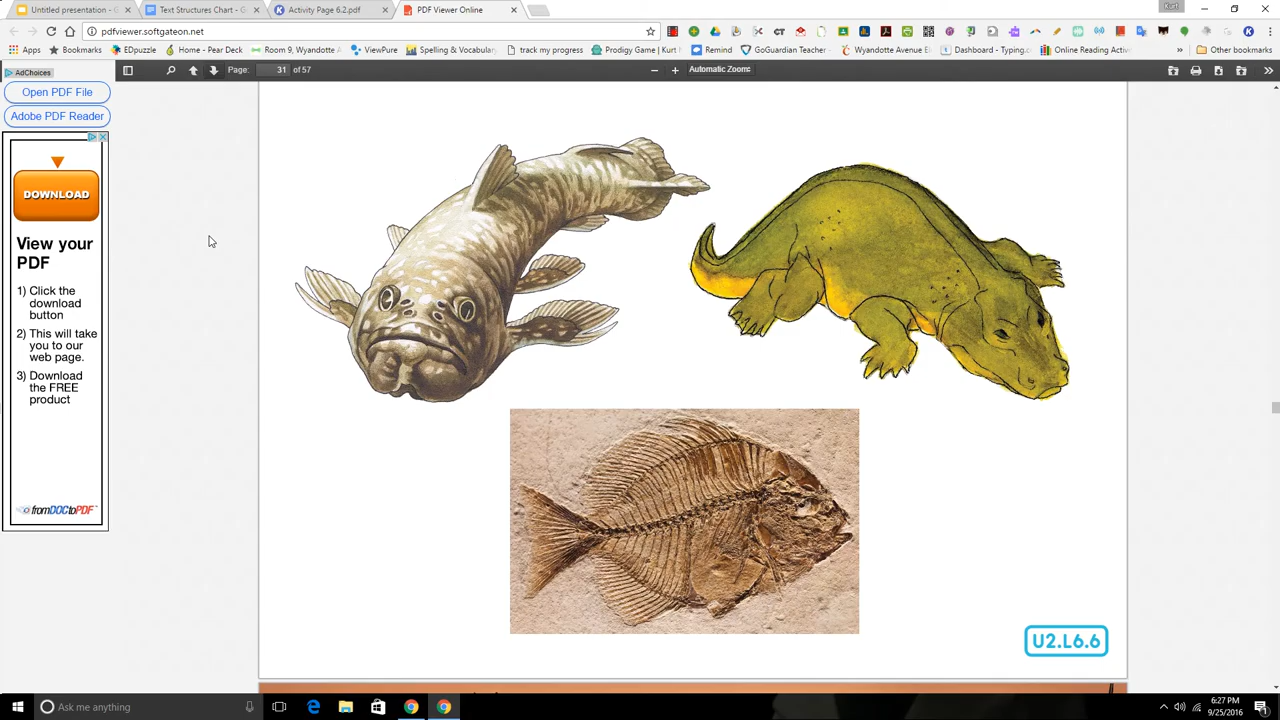 Untitled presentation - G
Text Structures Chart - G
Activity Page 6.2.pdf
PDF Viewer Online
Kurt
pdfviewer.softgateon.net
Apps
Bookmarks
EDpuzzle
Home - Pear Deck
Room 9, Wyandotte A
ViewPure
Spelling & Vocabulary
track my progress
Prodigy Game | Kurt
Remind
GoGuardian Teacher -
Wyandotte Avenue E
Dashboard - Typing.c
Online Reading Activi
»
Other bookmarks
AdChoices
Page: 31 of 57
Automatic Zoom
Open PDF File
Adobe PDF Reader
DOWNLOAD
View your
PDF
1) Click the
download
button
2) This will take
you to our
web page.
3) Download
the FREE
product
fromDOCtoPDF
U2.L6.6
Ask me anything
6:27 PM
9/25/2016